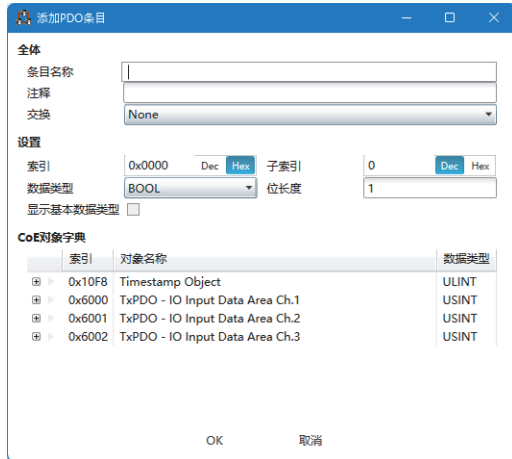 添加PDO条目
全体
条目名称
注释
交换 None
设置
索引 0x0000 Dec Hex 子索引 0 Dec Hex
数据类型 BOOL 位长度 1
显示基本数据类型
CoE对象字典
索引 对象名称 数据类型
0x10F8 Timestamp Object ULINT
0x6000 TxPDO - IO Input Data Area Ch.1 USINT
0x6001 TxPDO - IO Input Data Area Ch.2 USINT
0x6002 TxPDO - IO Input Data Area Ch.3 USINT
OK 取消